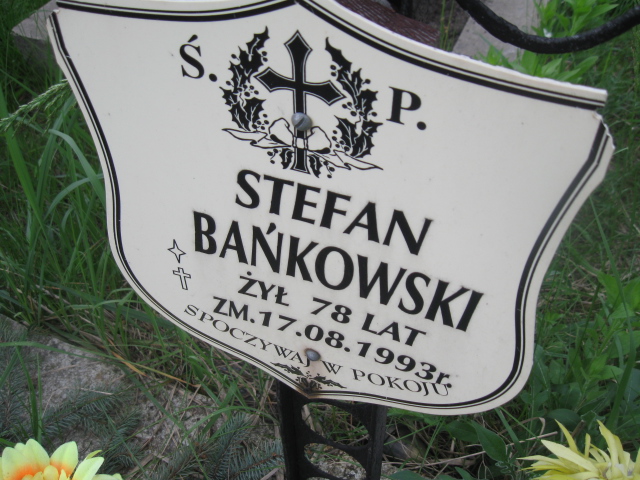 Ś. P.
STEFAN
BAŃKOWSKI
ŻYŁ 78 LAT
ZM.17.08.1993r.
SPOCZYWAJ W POKOJU